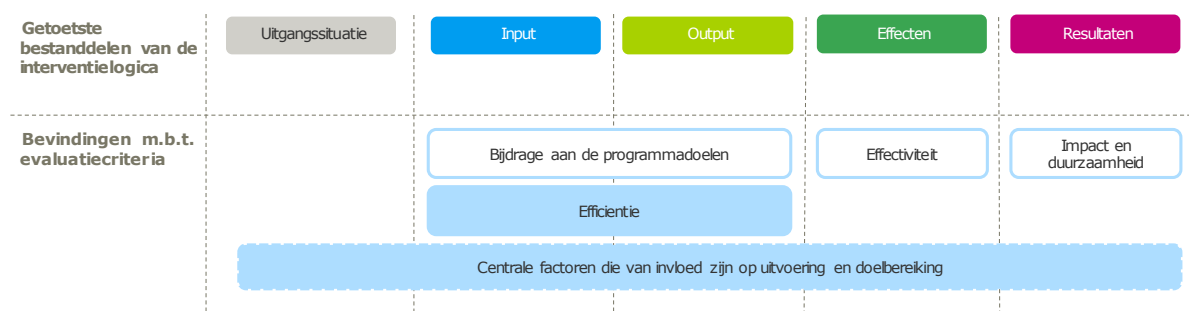 Getoetste
bestanddelen van de
interventielogica
Uitgangssituatie
Input
Output
Effecten
Resultaten
Bevindingen m.b.t.
evaluatiecriteria
Bijdrage aan de programmadoelen
Effectiviteit
Impact en
duurzaamheid
Efficientie
Centrale factoren die van invloed zijn op uitvoering en doelbereiking